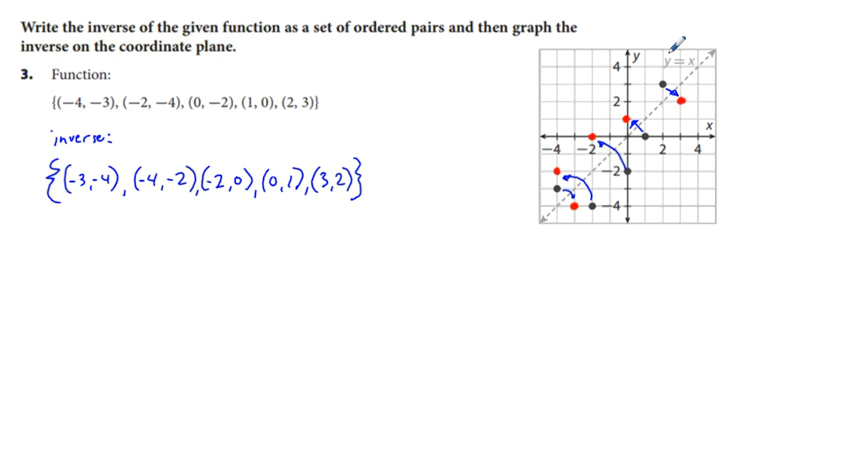 Write the inverse of the given function as a set of ordered pairs and then graph the
inverse on the coordinate plane.
3. Function:
{(−4, −3), (−2, −4), (0, −2), (1, 0), (2, 3)}
inverse:
{(-3,-4), (-4,-2), (-2,0), (0,1), (3,2)}
y
4
y = x
2
x
−4
−2
2
4
−2
−4